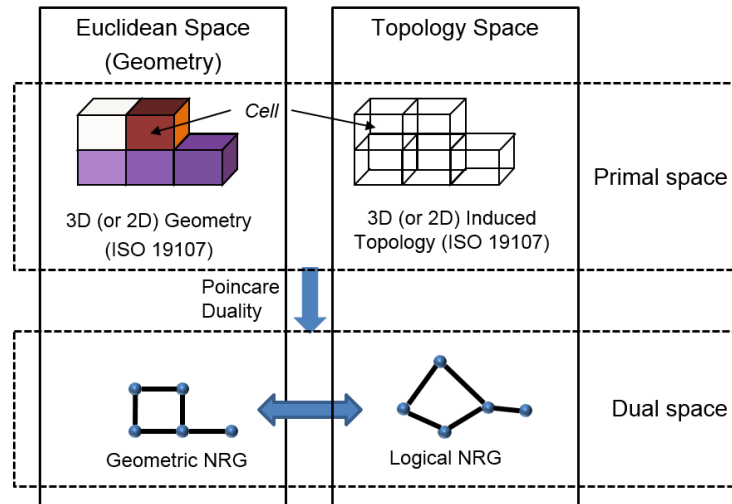 Euclidean Space
(Geometry)
Topology Space
Cell
3D (or 2D) Geometry
(ISO 19107)
3D (or 2D) Induced
Topology (ISO 19107)
Primal space
Poincare
Duality
Geometric NRG
Logical NRG
Dual space